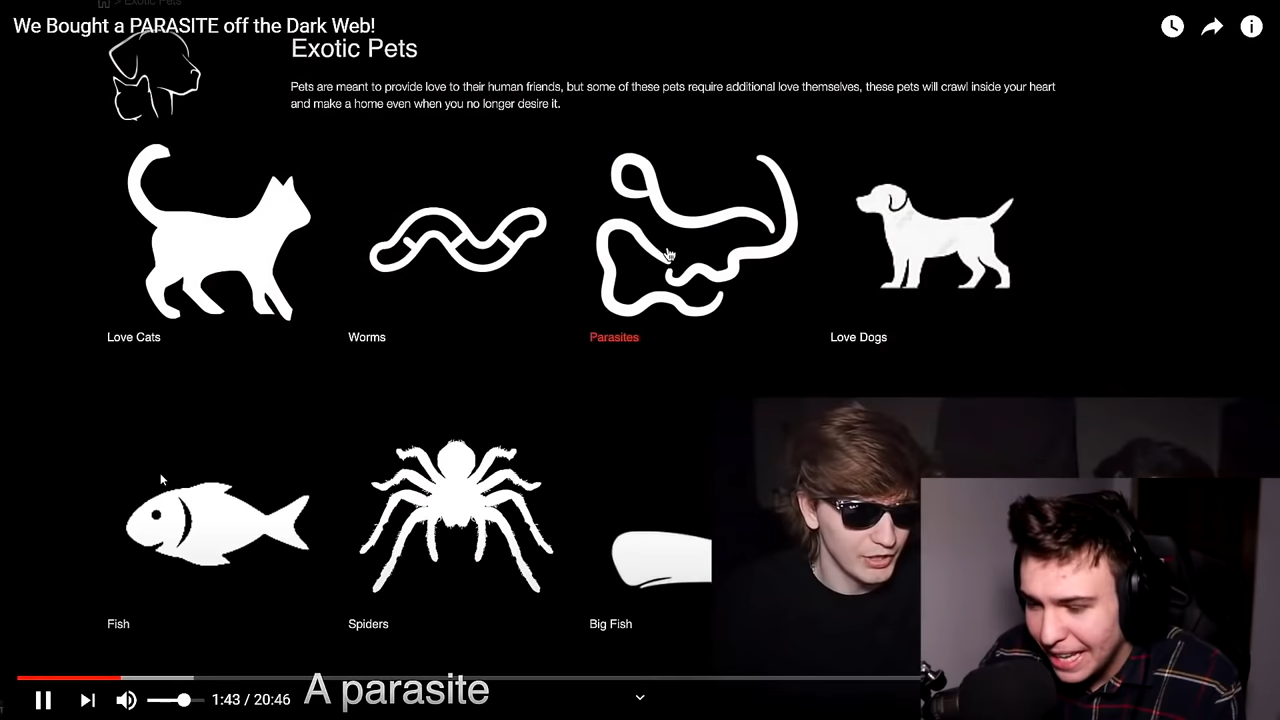 > Exotic Pets
We Bought a PARASITE off the Dark Web!
Exotic Pets
Pets are meant to provide love to their human friends, but some of these pets require additional love themselves, these pets will crawl inside your heart
and make a home even when you no longer desire it.
Love Cats
Worms
Parasites
Love Dogs
Fish
Spiders
Big Fish
1:43 / 20:46
A parasite